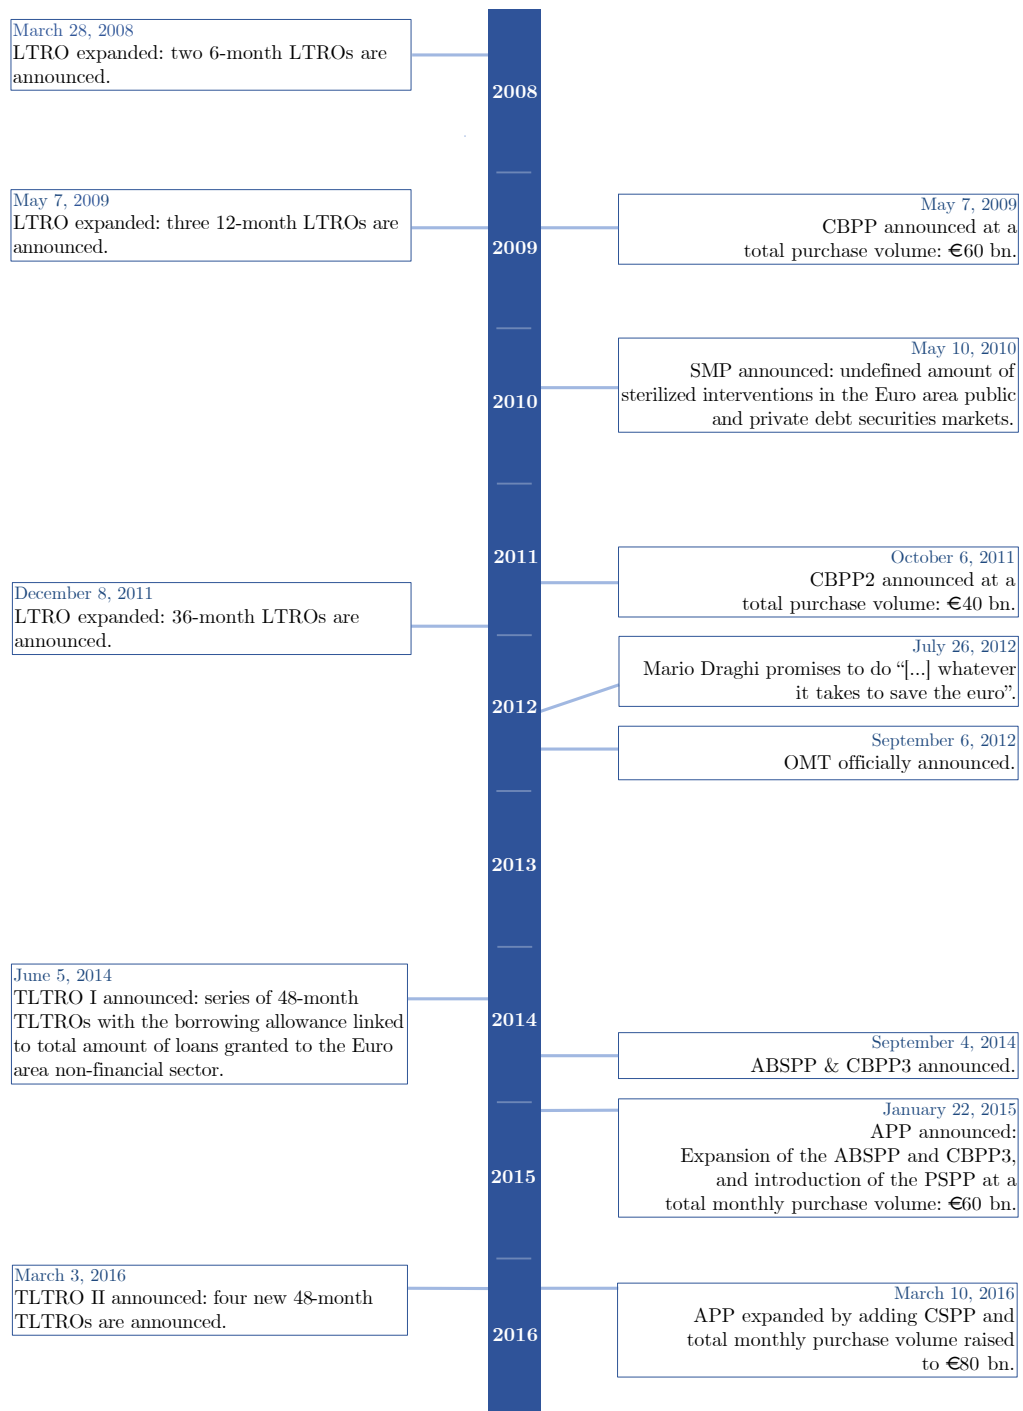 March 28, 2008
LTRO expanded: two 6-month LTROs are
announced.
2008
May 7, 2009
LTRO expanded: three 12-month LTROs are
announced.
May 7, 2009
CBPP announced at a
total purchase volume: €60 bn.
2009
May 10, 2010
SMP announced: undefined amount of
sterilized interventions in the Euro area public
and private debt securities markets.
2010
2011
October 6, 2011
CBPP2 announced at a
total purchase volume: €40 bn.
December 8, 2011
LTRO expanded: 36-month LTROs are
announced.
July 26, 2012
Mario Draghi promises to do “[...] whatever
it takes to save the euro”.
2012
September 6, 2012
OMT officially announced.
2013
June 5, 2014
TLTRO I announced: series of 48-month
TLTROs with the borrowing allowance linked
to total amount of loans granted to the Euro
area non-financial sector.
2014
September 4, 2014
ABSPP & CBPP3 announced.
January 22, 2015
APP announced:
Expansion of the ABSPP and CBPP3,
and introduction of the PSPP at a
total monthly purchase volume: €60 bn.
2015
March 3, 2016
TLTRO II announced: four new 48-month
TLTROs are announced.
March 10, 2016
APP expanded by adding CSPP and
total monthly purchase volume raised
to €80 bn.
2016